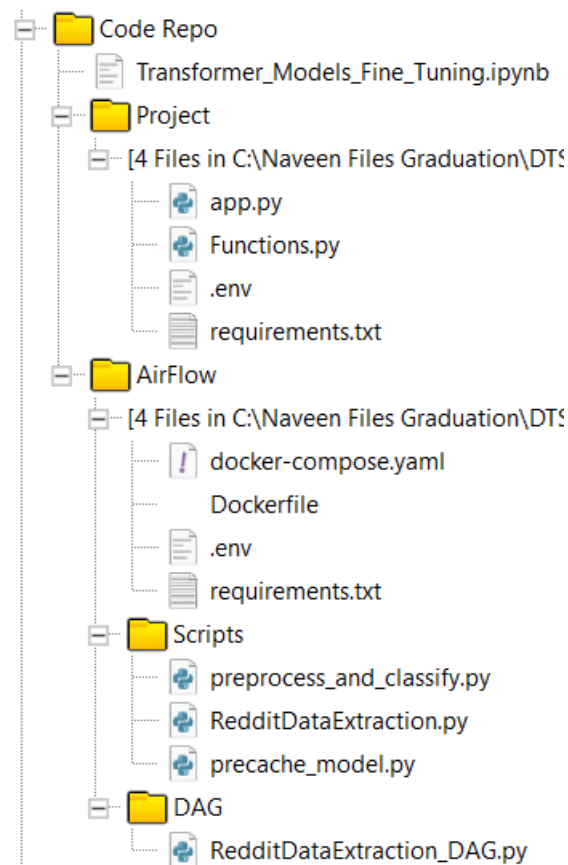 Code Repo
Transformer_Models_Fine_Tuning.ipynb
Project
[4 Files in C:\Naveen Files Graduation\DTS
app.py
Functions.py
.env
requirements.txt
AirFlow
[4 Files in C:\Naveen Files Graduation\DTS
docker-compose.yaml
Dockerfile
.env
requirements.txt
Scripts
preprocess_and_classify.py
RedditDataExtraction.py
precache_model.py
DAG
RedditDataExtraction_DAG.py